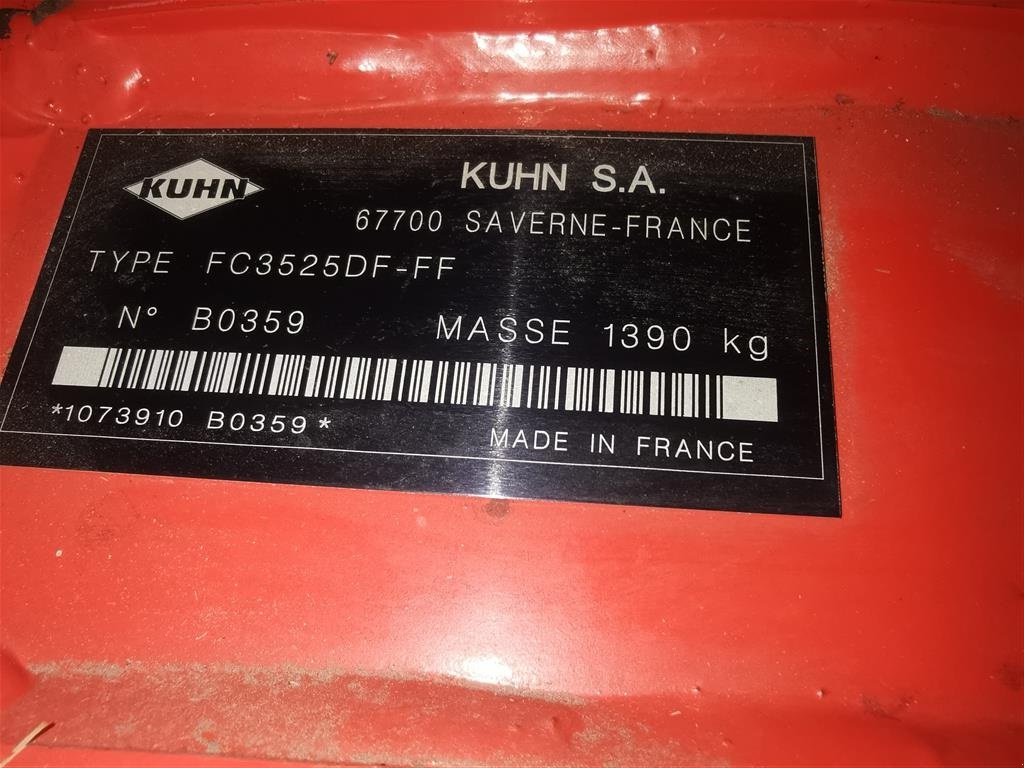 KUHN
KUHN S.A.
67700 SAVERNE-FRANCE
TYPE FC3525DF-FF
N° B0359 MASSE 1390 kg
*1073910 B0359*
MADE IN FRANCE